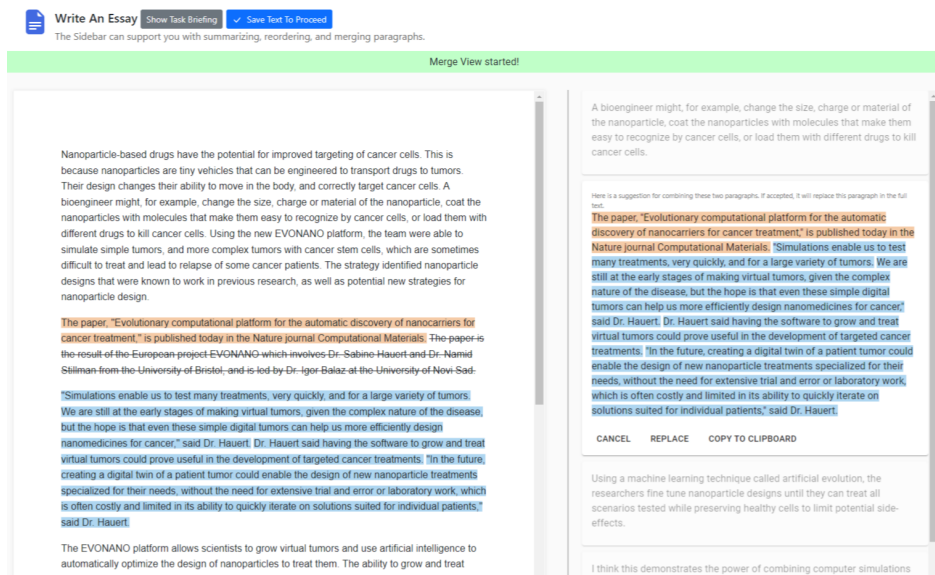 Write An Essay
Show Task Briefing
✓ Save Text To Proceed
The Sidebar can support you with summarizing, reordering, and merging paragraphs.
Merge View started!
Nanoparticle-based drugs have the potential for improved targeting of cancer cells. This is
because nanoparticles are tiny vehicles that can be engineered to transport drugs to tumors.
Their design changes their ability to move in the body, and correctly target cancer cells. A
bioengineer might, for example, change the size, charge or material of the nanoparticle, coat the
nanoparticles with molecules that make them easy to recognize by cancer cells, or load them with
different drugs to kill cancer cells. Using the new EVONANO platform, the team were able to
simulate simple tumors, and more complex tumors with cancer stem cells, which are sometimes
difficult to treat and lead to relapse of some cancer patients. The strategy identified nanoparticle
designs that were known to work in previous research, as well as potential new strategies for
nanoparticle design.
The paper, "Evolutionary computational platform for the automatic discovery of nanocarriers for
cancer treatment," is published today in the Nature journal Computational Materials. The paper is
the result of the European project EVONANO which involves Dr. Sabine Hauert and Dr. Namid
Stillman from the University of Bristol, and is led by Dr. Igor Balaz at the University of Novi Sad.
"Simulations enable us to test many treatments, very quickly, and for a large variety of tumors.
We are still at the early stages of making virtual tumors, given the complex nature of the disease,
but the hope is that even these simple digital tumors can help us more efficiently design
nanomedicines for cancer," said Dr. Hauert. Dr. Hauert said having the software to grow and treat
virtual tumors could prove useful in the development of targeted cancer treatments. "In the future,
creating a digital twin of a patient tumor could enable the design of new nanoparticle treatments
specialized for their needs, without the need for extensive trial and error or laboratory work, which
is often costly and limited in its ability to quickly iterate on solutions suited for individual patients,"
said Dr. Hauert.
The EVONANO platform allows scientists to grow virtual tumors and use artificial intelligence to
automatically optimize the design of nanoparticles to treat them. The ability to grow and treat
A bioengineer might, for example, change the size, charge or material of
the nanoparticle, coat the nanoparticles with molecules that make them
easy to recognize by cancer cells, or load them with different drugs to kill
cancer cells.
Here is a suggestion for combining these two paragraphs. If accepted, it will replace this paragraph in the full
text.
The paper, "Evolutionary computational platform for the automatic
discovery of nanocarriers for cancer treatment," is published today in the
Nature journal Computational Materials. "Simulations enable us to test
many treatments, very quickly, and for a large variety of tumors. We are
still at the early stages of making virtual tumors, given the complex
nature of the disease, but the hope is that even these simple digital
tumors can help us more efficiently design nanomedicines for cancer,"
said Dr. Hauert. Dr. Hauert said having the software to grow and treat
virtual tumors could prove useful in the development of targeted cancer
treatments. "In the future, creating a digital twin of a patient tumor could
enable the design of new nanoparticle treatments specialized for their
needs, without the need for extensive trial and error or laboratory work,
which is often costly and limited in its ability to quickly iterate on
solutions suited for individual patients," said Dr. Hauert.
CANCEL REPLACE COPY TO CLIPBOARD
Using a machine learning technique called artificial evolution, the
researchers fine tune nanoparticle designs until they can treat all
scenarios tested while preserving healthy cells to limit potential side-
effects.
I think this demonstrates the power of combining computer simulations